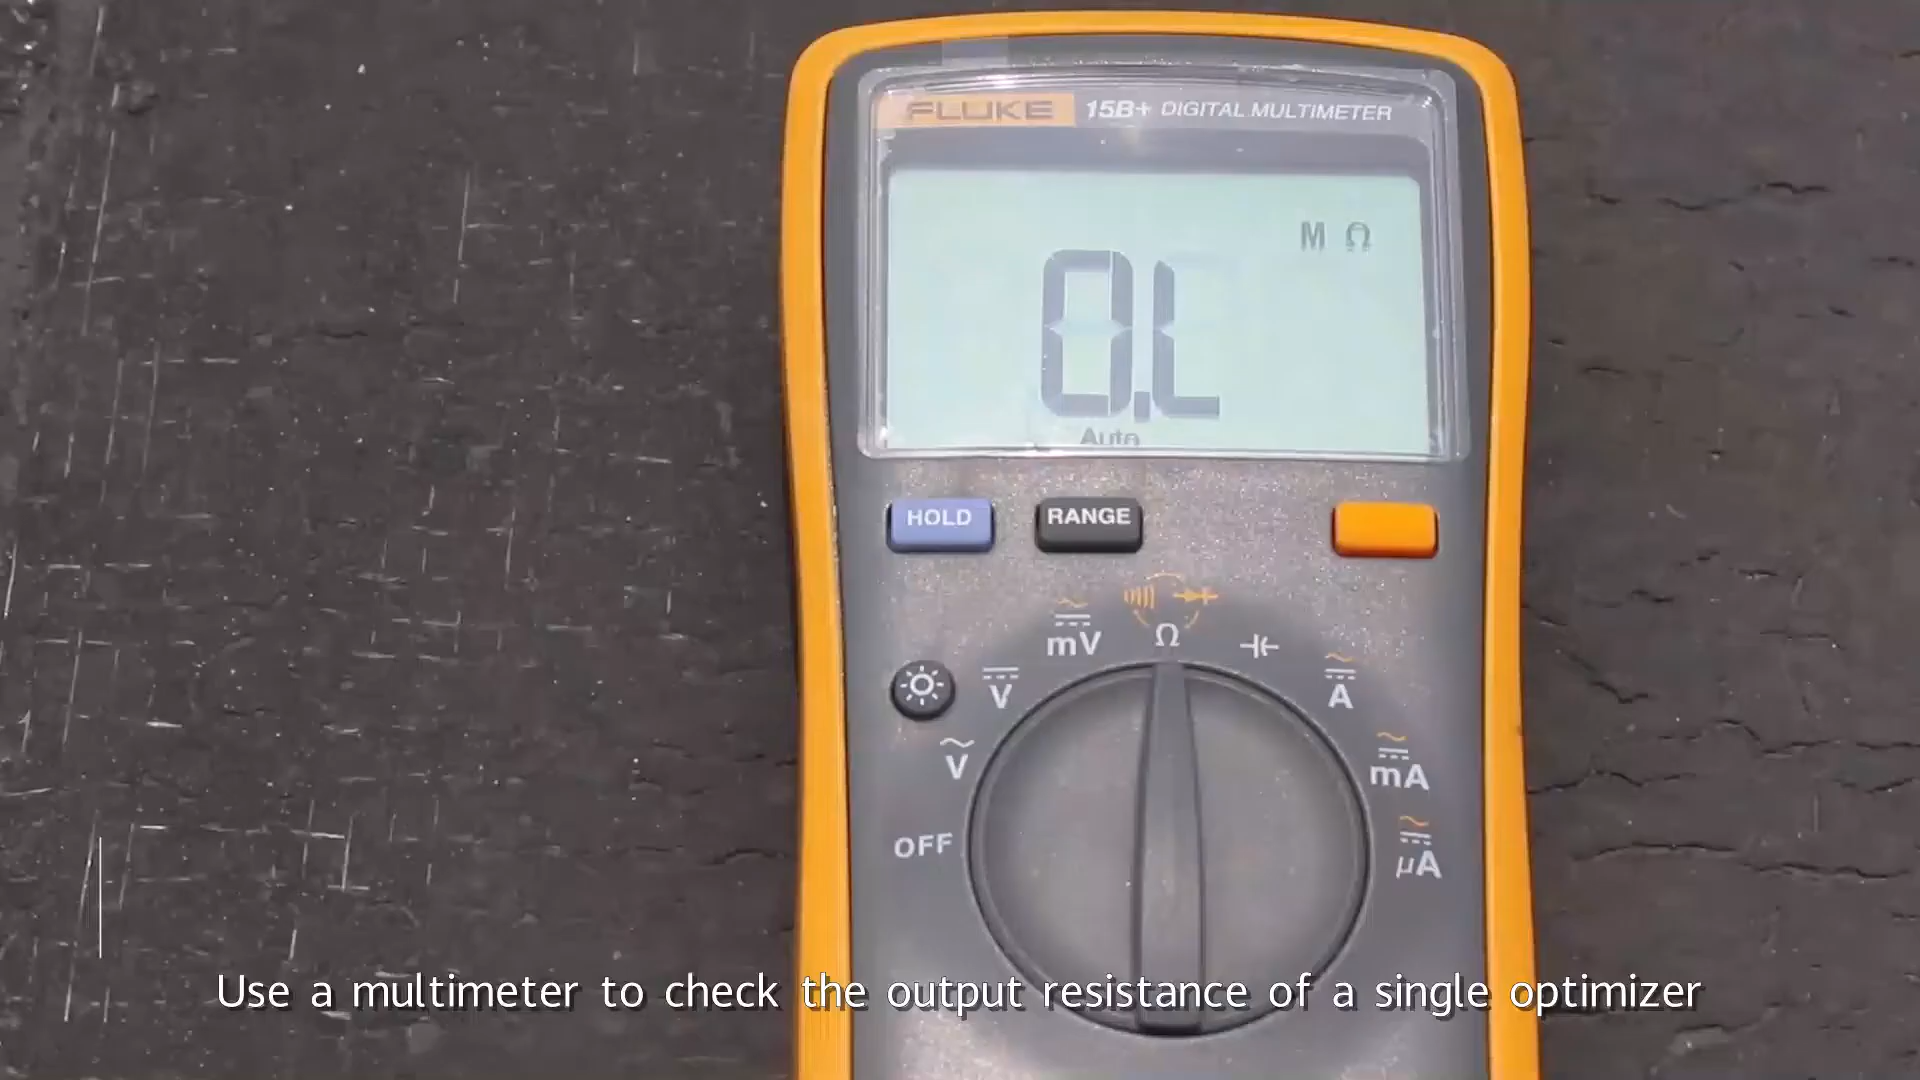 FLUKE 15B+ DIGITAL MULTIMETER
M Ω
0.L
Auto
HOLD RANGE
mV Ω
V A
V mA
OFF µA
Use a multimeter to check the output resistance of a single optimizer